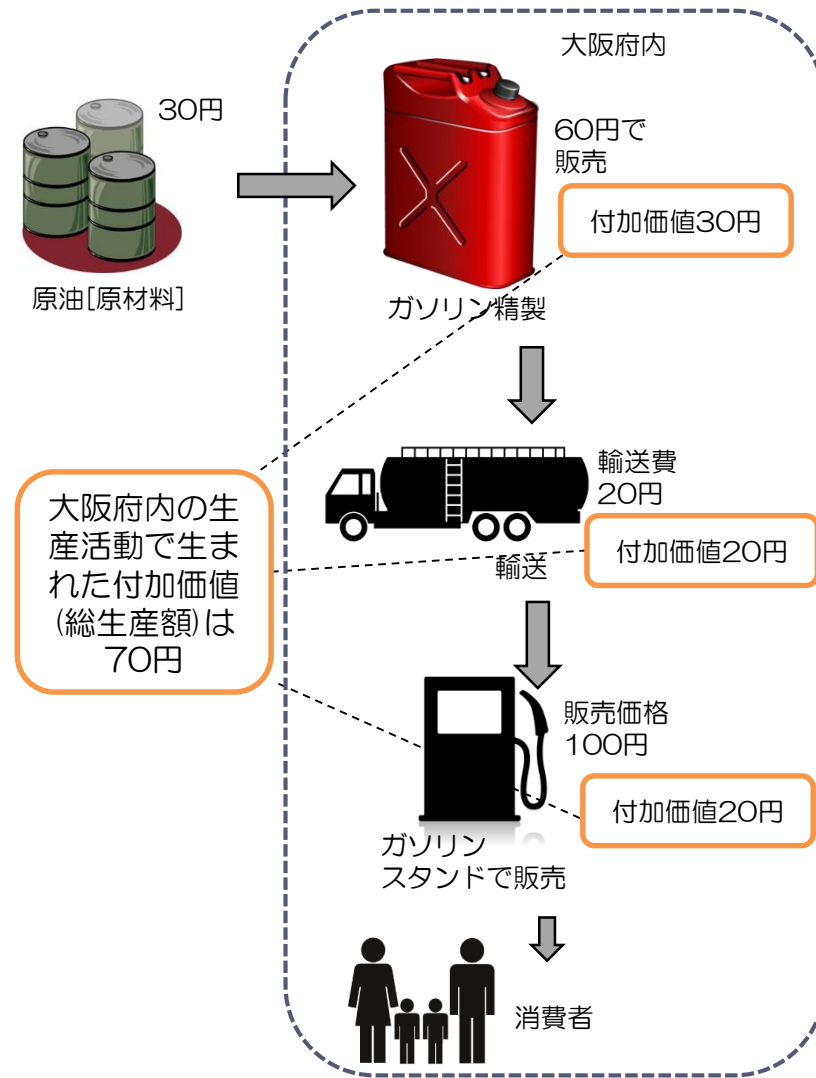 大阪府内
30円
60円で
販売
付加価値30円
原油[原材料]
ガソリン精製
輸送費
20円
付加価値20円
輸送
大阪府内の生
産活動で生ま
れた付加価値
(総生産額)は
70円
販売価格
100円
付加価値20円
ガソリン
スタンドで販売
消費者